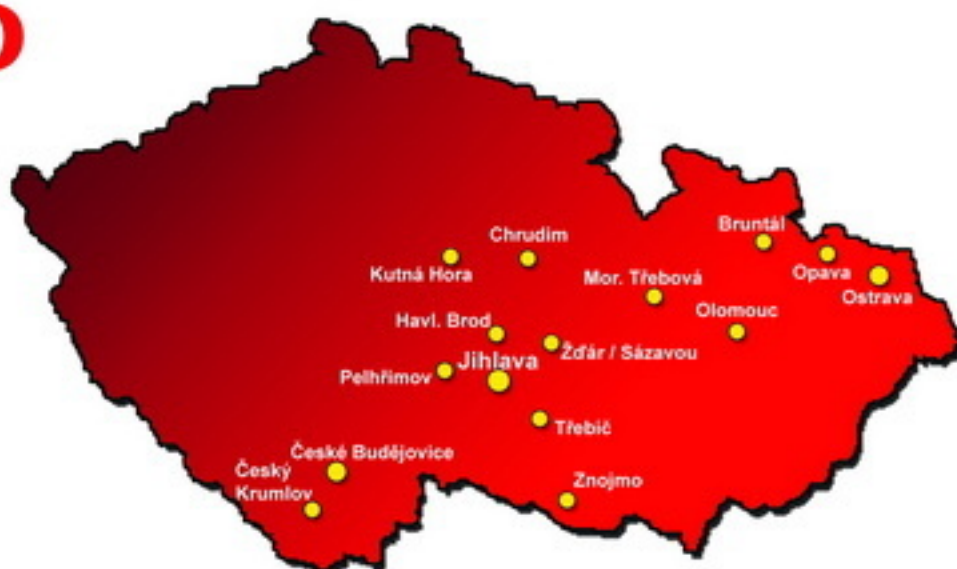 Bruntál
Chrudim
Opava
Kutná Hora
Mor. Třebová
Ostrava
Olomouc
Havl. Brod
Žďár / Sázavou
Jihlava
Pelhřimov
Třebíč
České Budějovice
Český
Krumlov
Znojmo